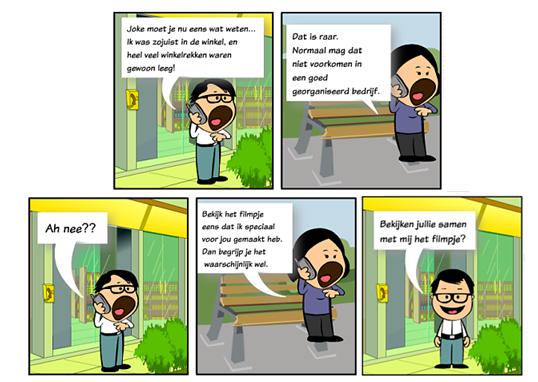 Joke moet je nu eens wat weten...
Ik was zojuist in de winkel, en
heel veel winkelrekken waren
gewoon leeg!
Dat is raar.
Normaal mag dat
niet voorkomen in
een goed
georganiseerd bedrijf.
Ah nee??
Bekijk het filmpje
eens dat ik speciaal
voor jou gemaakt heb.
Dan begrijp je het
waarschijnlijk wel.
Bekijken jullie samen
met mij het filmpje?